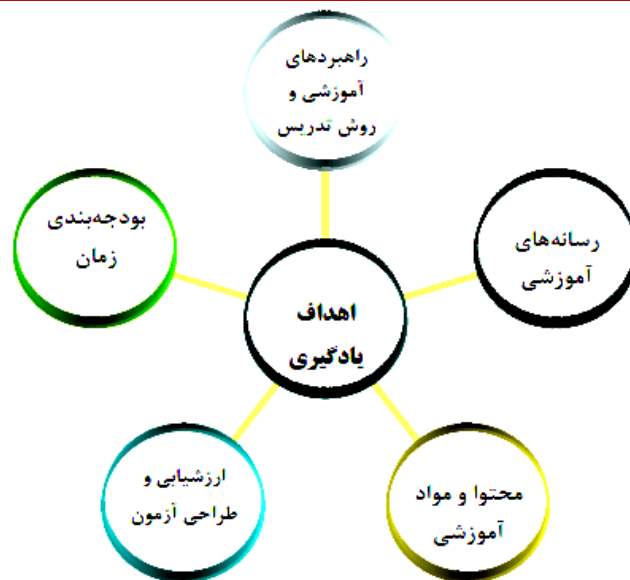 راهبردهای
آموزشی و
روش تدریس
رسانه‌های
آموزشی
بودجه‌بندی
زمان
اهداف
یادگیری
محتوا و مواد
آموزشی
ارزشیابی و
طراحی آزمون